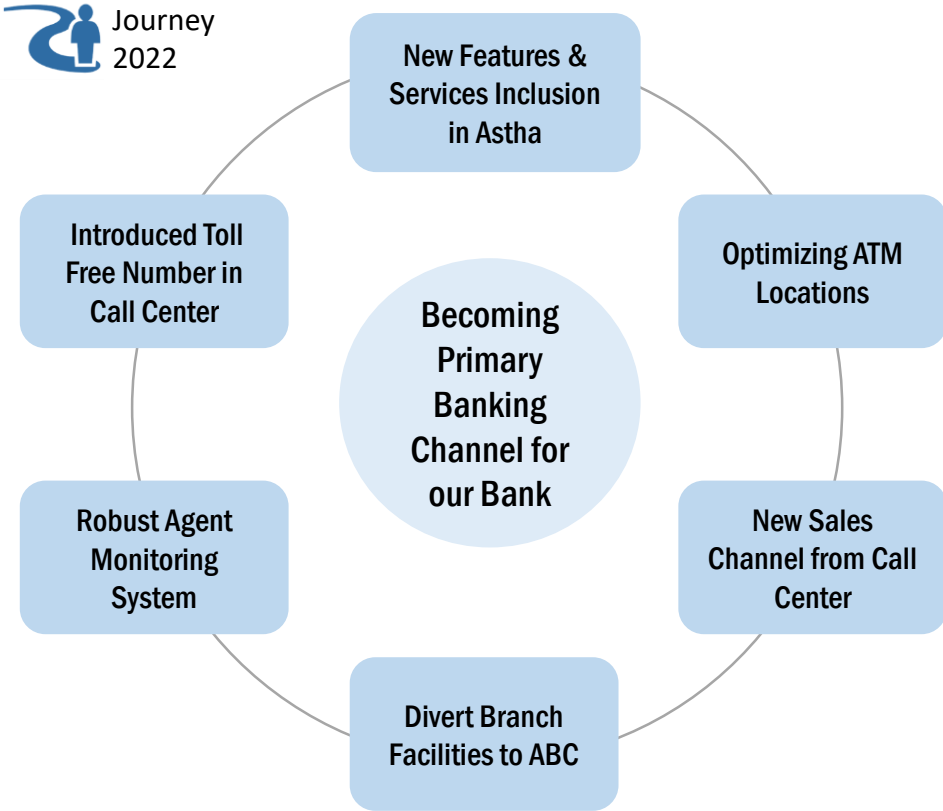 Journey
2022
New Features &
Services Inclusion
in Astha
Optimizing ATM
Locations
New Sales
Channel from Call
Center
Divert Branch
Facilities to ABC
Robust Agent
Monitoring
System
Introduced Toll
Free Number in
Call Center
Becoming
Primary
Banking
Channel for
our Bank